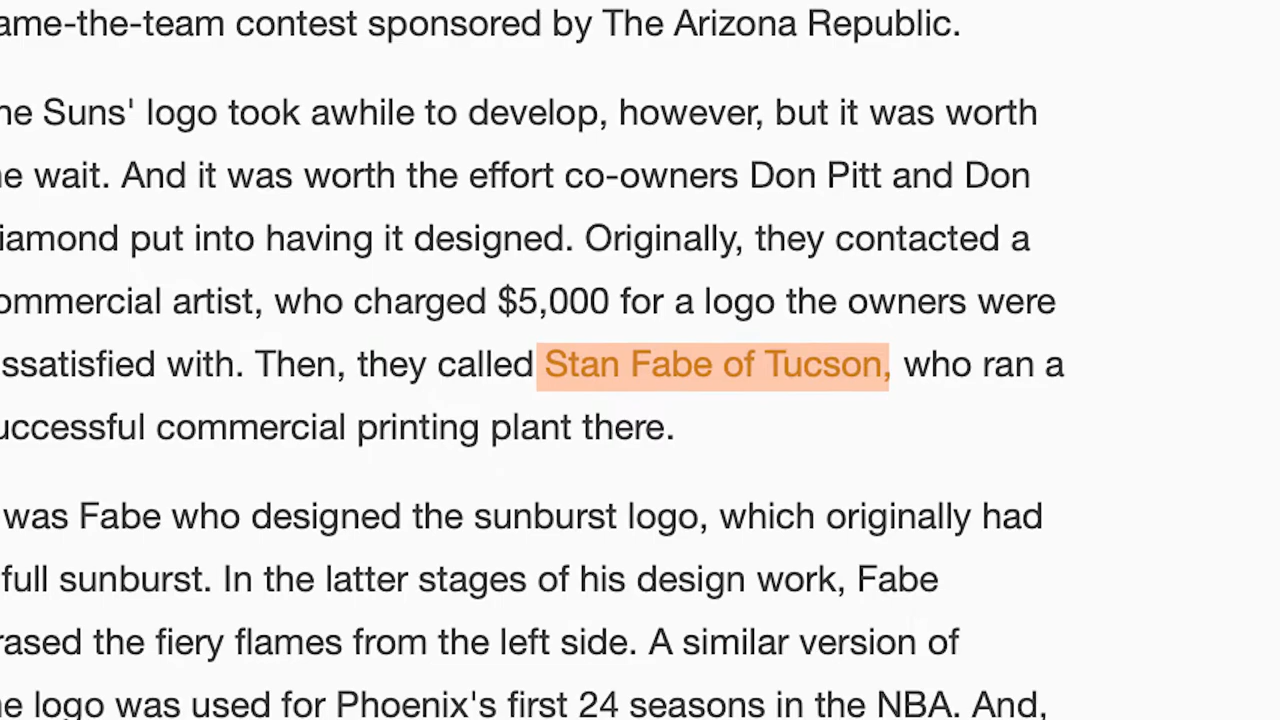 ame-the-team contest sponsored by The Arizona Republic.
ne Suns' logo took awhile to develop, however, but it was worth
e wait. And it was worth the effort co-owners Don Pitt and Don
iamond put into having it designed. Originally, they contacted a
ommercial artist, who charged $5,000 for a logo the owners were
ssatisfied with. Then, they called Stan Fabe of Tucson, who ran a
uccessful commercial printing plant there.
was Fabe who designed the sunburst logo, which originally had
full sunburst. In the latter stages of his design work, Fabe
rased the fiery flames from the left side. A similar version of
e logo was used for Phoenix's first 24 seasons in the NBA. And,